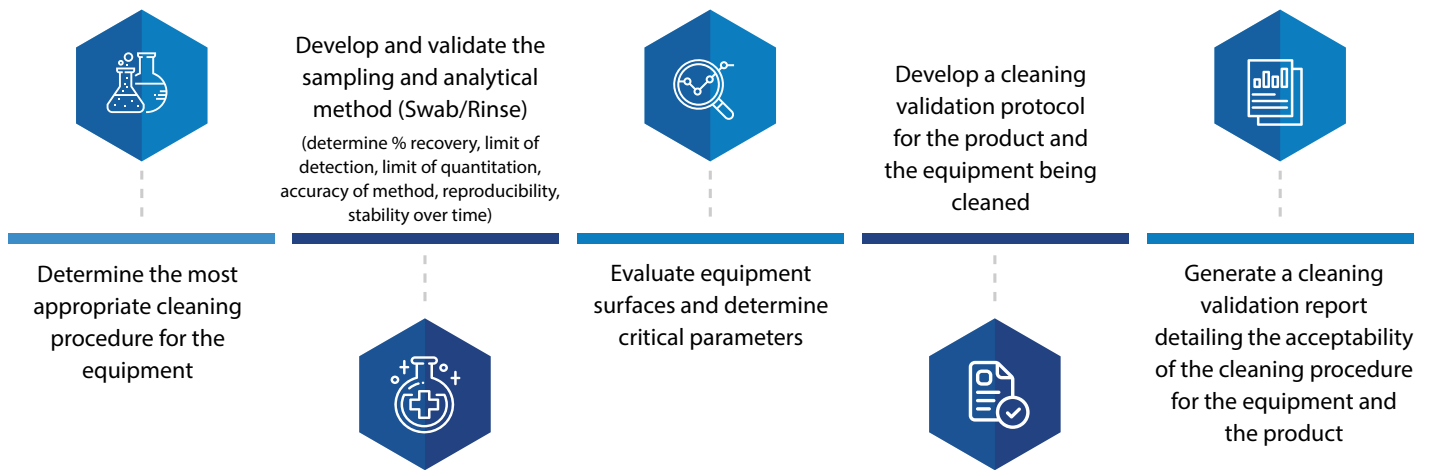 Determine the most
appropriate cleaning
procedure for the
equipment
Develop and validate the
sampling and analytical
method (Swab/Rinse)
(determine % recovery, limit of
detection, limit of quantitation,
accuracy of method, reproducibility,
stability over time)
Evaluate equipment
surfaces and determine
critical parameters
Develop a cleaning
validation protocol
for the product and
the equipment being
cleaned
Generate a cleaning
validation report
detailing the acceptability
of the cleaning procedure
for the equipment and
the product